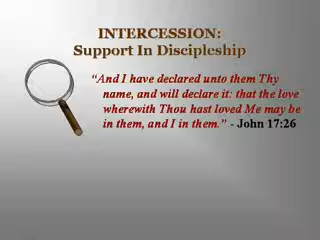 INTERCESSION:
Support In Discipleship
“And I have declared unto them Thy
name, and will declare it: that the love
wherewith Thou hast loved Me may be
in them, and I in them.” - John 17:26